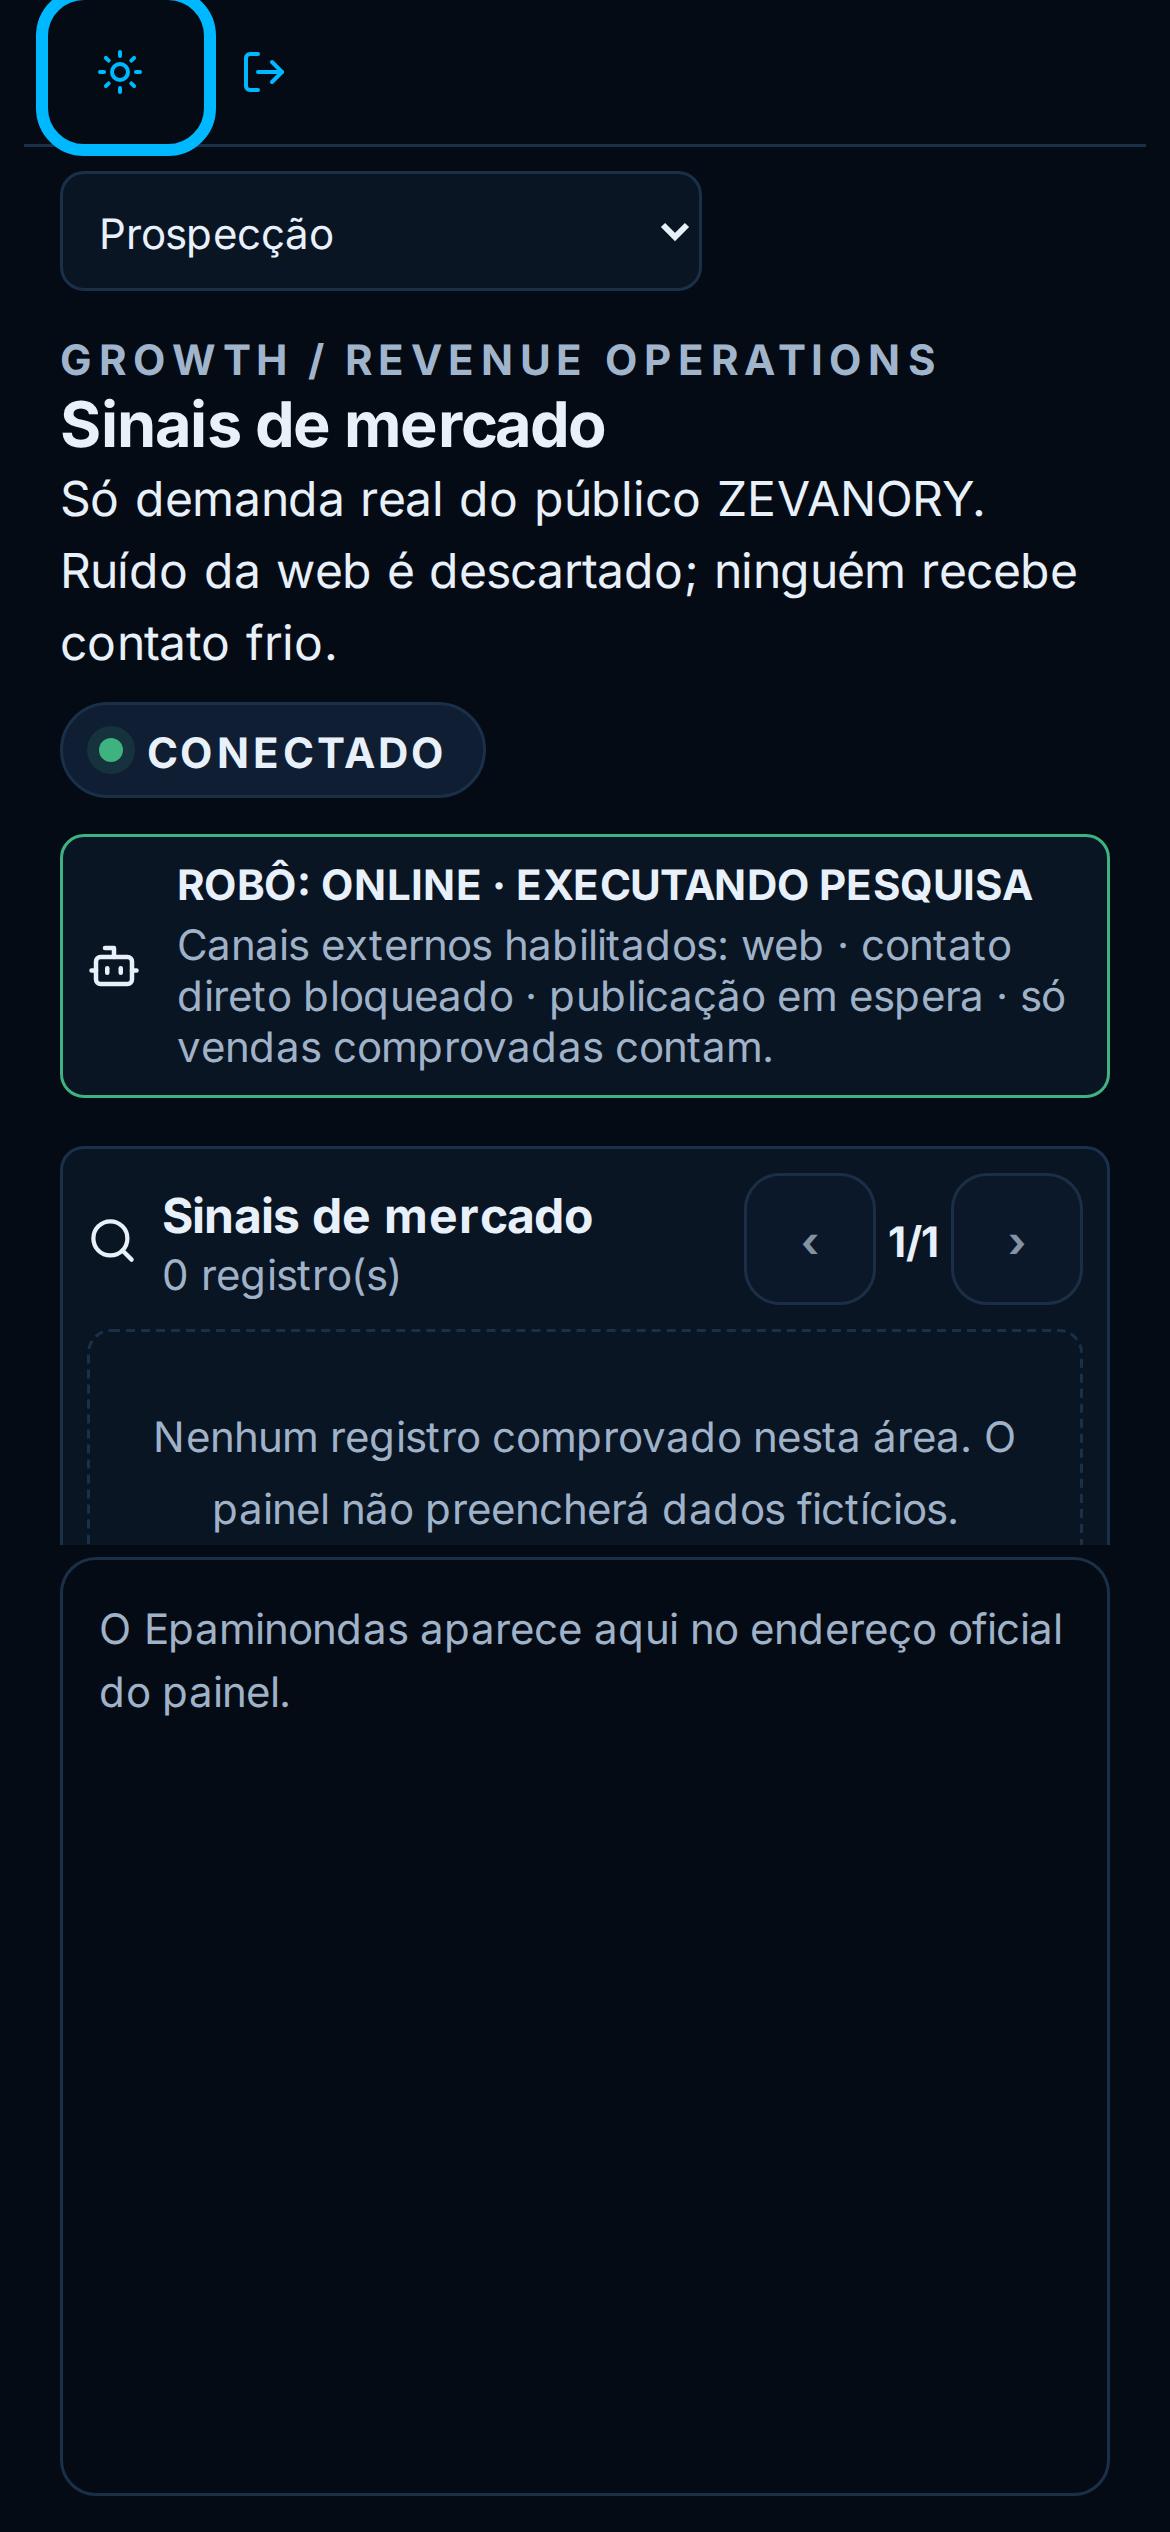 Prospecção
GROWTH / REVENUE OPERATIONS
Sinais de mercado
Só demanda real do público ZEVANORY.
Ruído da web é descartado; ninguém recebe
contato frio.
CONECTADO
ROBÔ: ONLINE · EXECUTANDO PESQUISA
Canais externos habilitados: web · contato
direto bloqueado · publicação em espera · só
vendas comprovadas contam.
Sinais de mercado
0 registro(s)
‹ 1/1 ›
Nenhum registro comprovado nesta área. O
painel não preencherá dados fictícios.
O Epaminondas aparece aqui no endereço oficial
do painel.